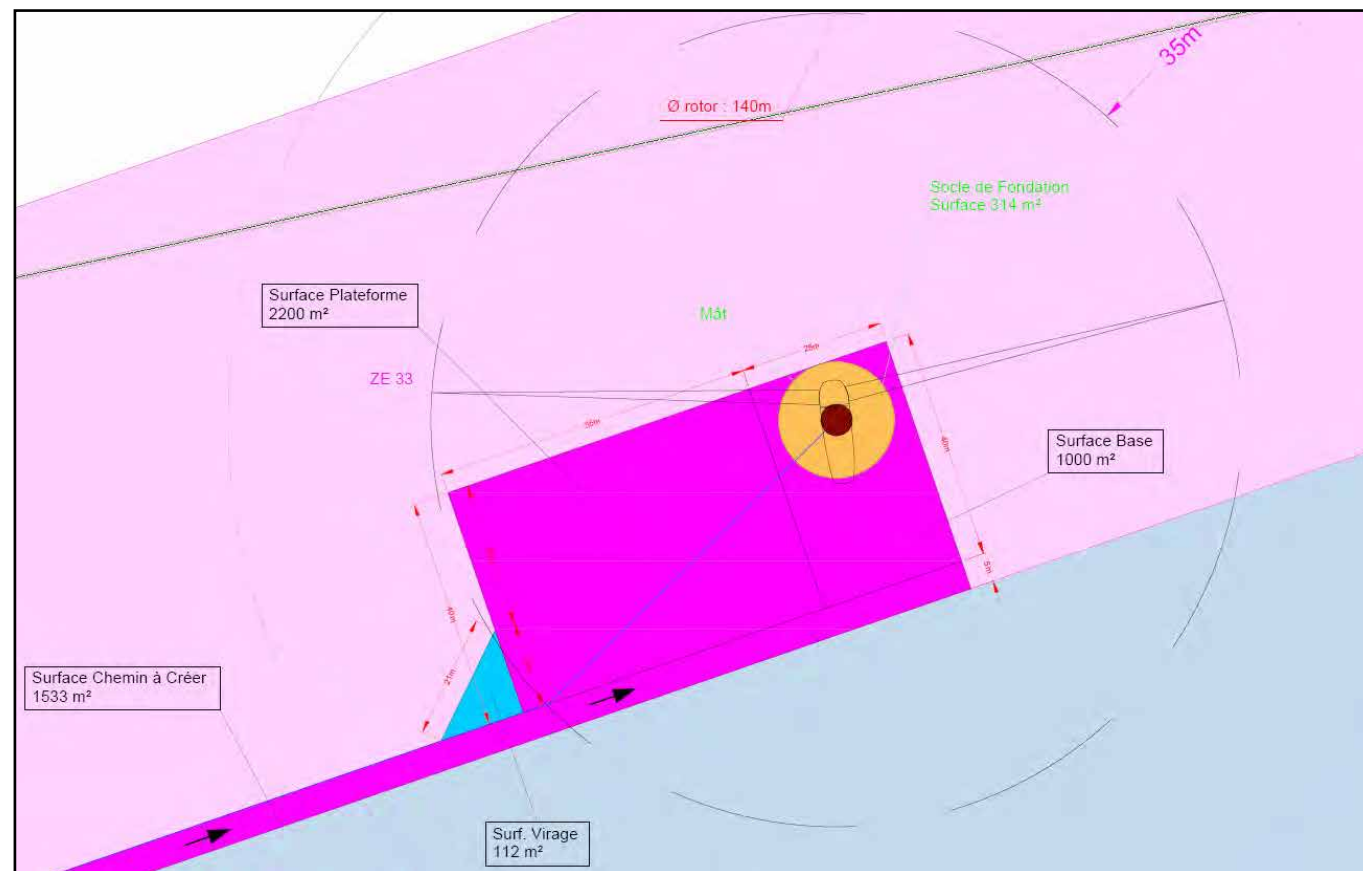 35m
Ø rotor : 140m
Socle de Fondation
Surface 314 m²
Surface Plateforme
2200 m²
Mât
25m
ZE 33
55m
40m
Surface Base
1000 m²
5m
40m
21m
Surface Chemin à Créer
1533 m²
Surf. Virage
112 m²